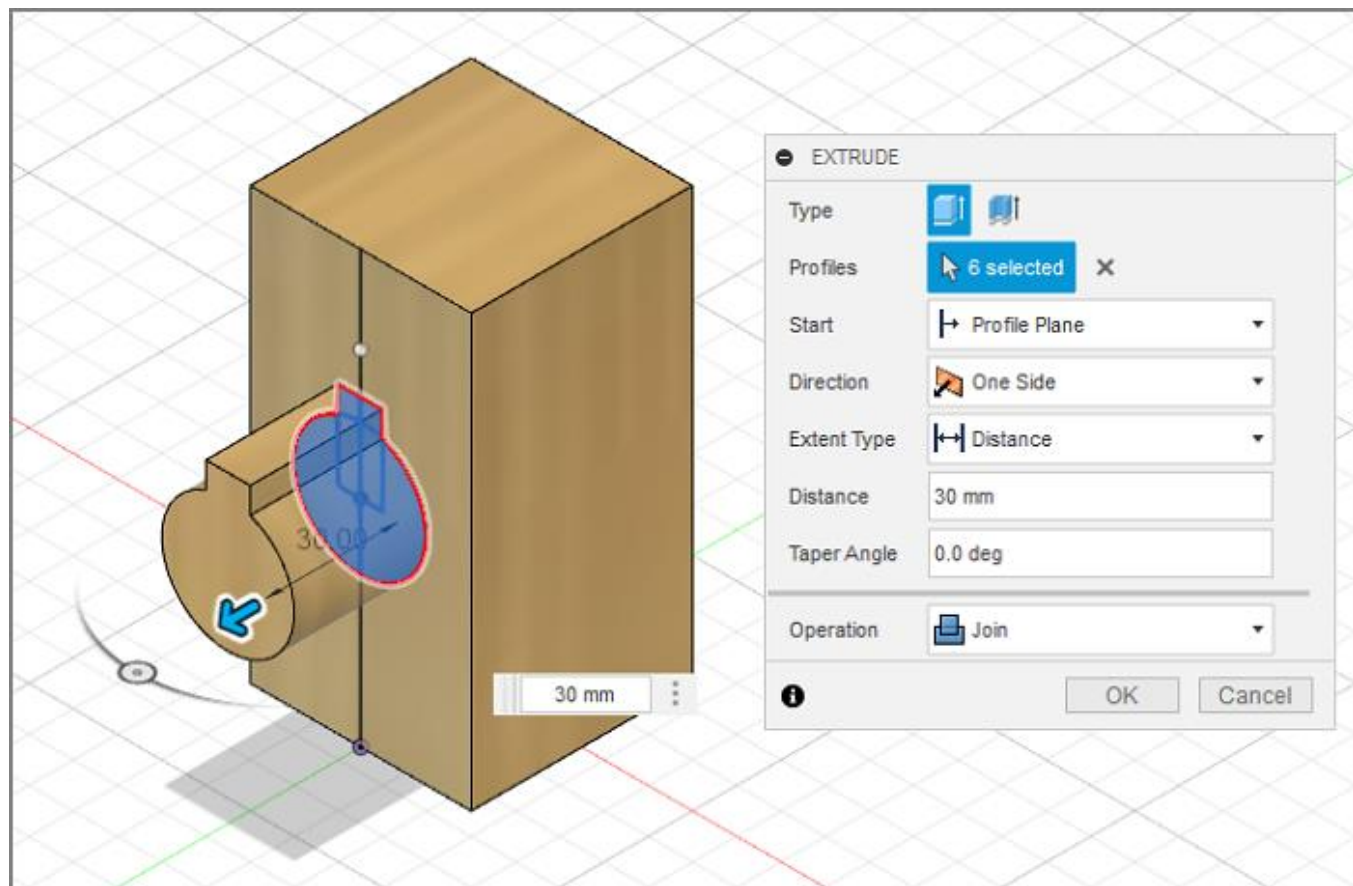 EXTRUDE
Type
Profiles 6 selected
Start Profile Plane
Direction One Side
Extent Type Distance
Distance 30 mm
Taper Angle 0.0 deg
Operation Join
OK Cancel
30.00
30 mm